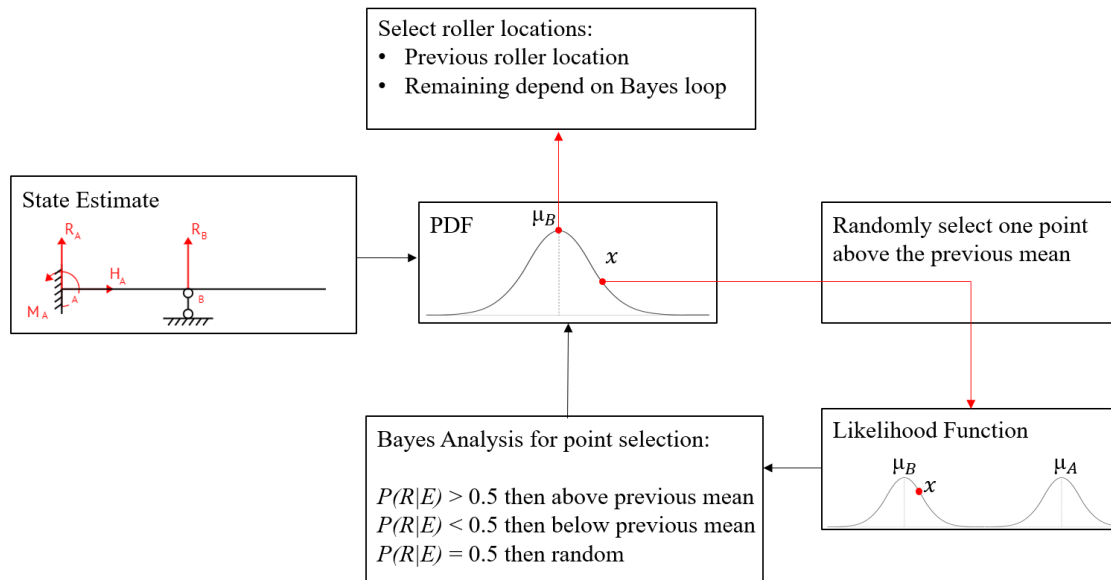 Select roller locations:
• Previous roller location
• Remaining depend on Bayes loop
State Estimate
R_A
R_B
H_A
A
B
M_A
PDF
μ_B
x
Randomly select one point
above the previous mean
Likelihood Function
μ_B
μ_A
x
Bayes Analysis for point selection:
P(R|E) > 0.5 then above previous mean
P(R|E) < 0.5 then below previous mean
P(R|E) = 0.5 then random